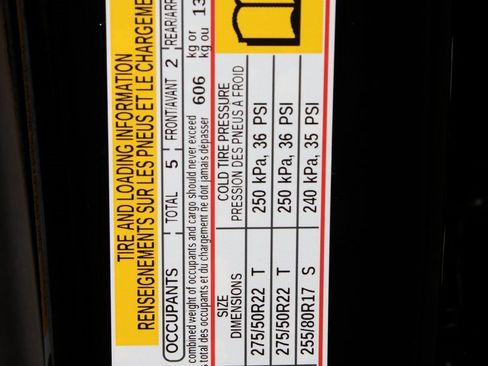 TIRE AND LOADING INFORMATION
RENSEIGNEMENTS SUR LES PNEUS ET LE CHARGEME
OCCUPANTS TOTAL 5 FRONT/AVANT 2 REAR/ARR
combined weight of occupants and cargo should never exceed 606 kg or 13
s total des occupants et du chargement ne doit jamais dépasser kg ou
SIZE COLD TIRE PRESSURE
DIMENSIONS PRESSION DES PNEUS A FROID
275/50R22 T 250 kPa, 36 PSI
275/50R22 T 250 kPa, 36 PSI
255/80R17 S 240 kPa, 35 PSI